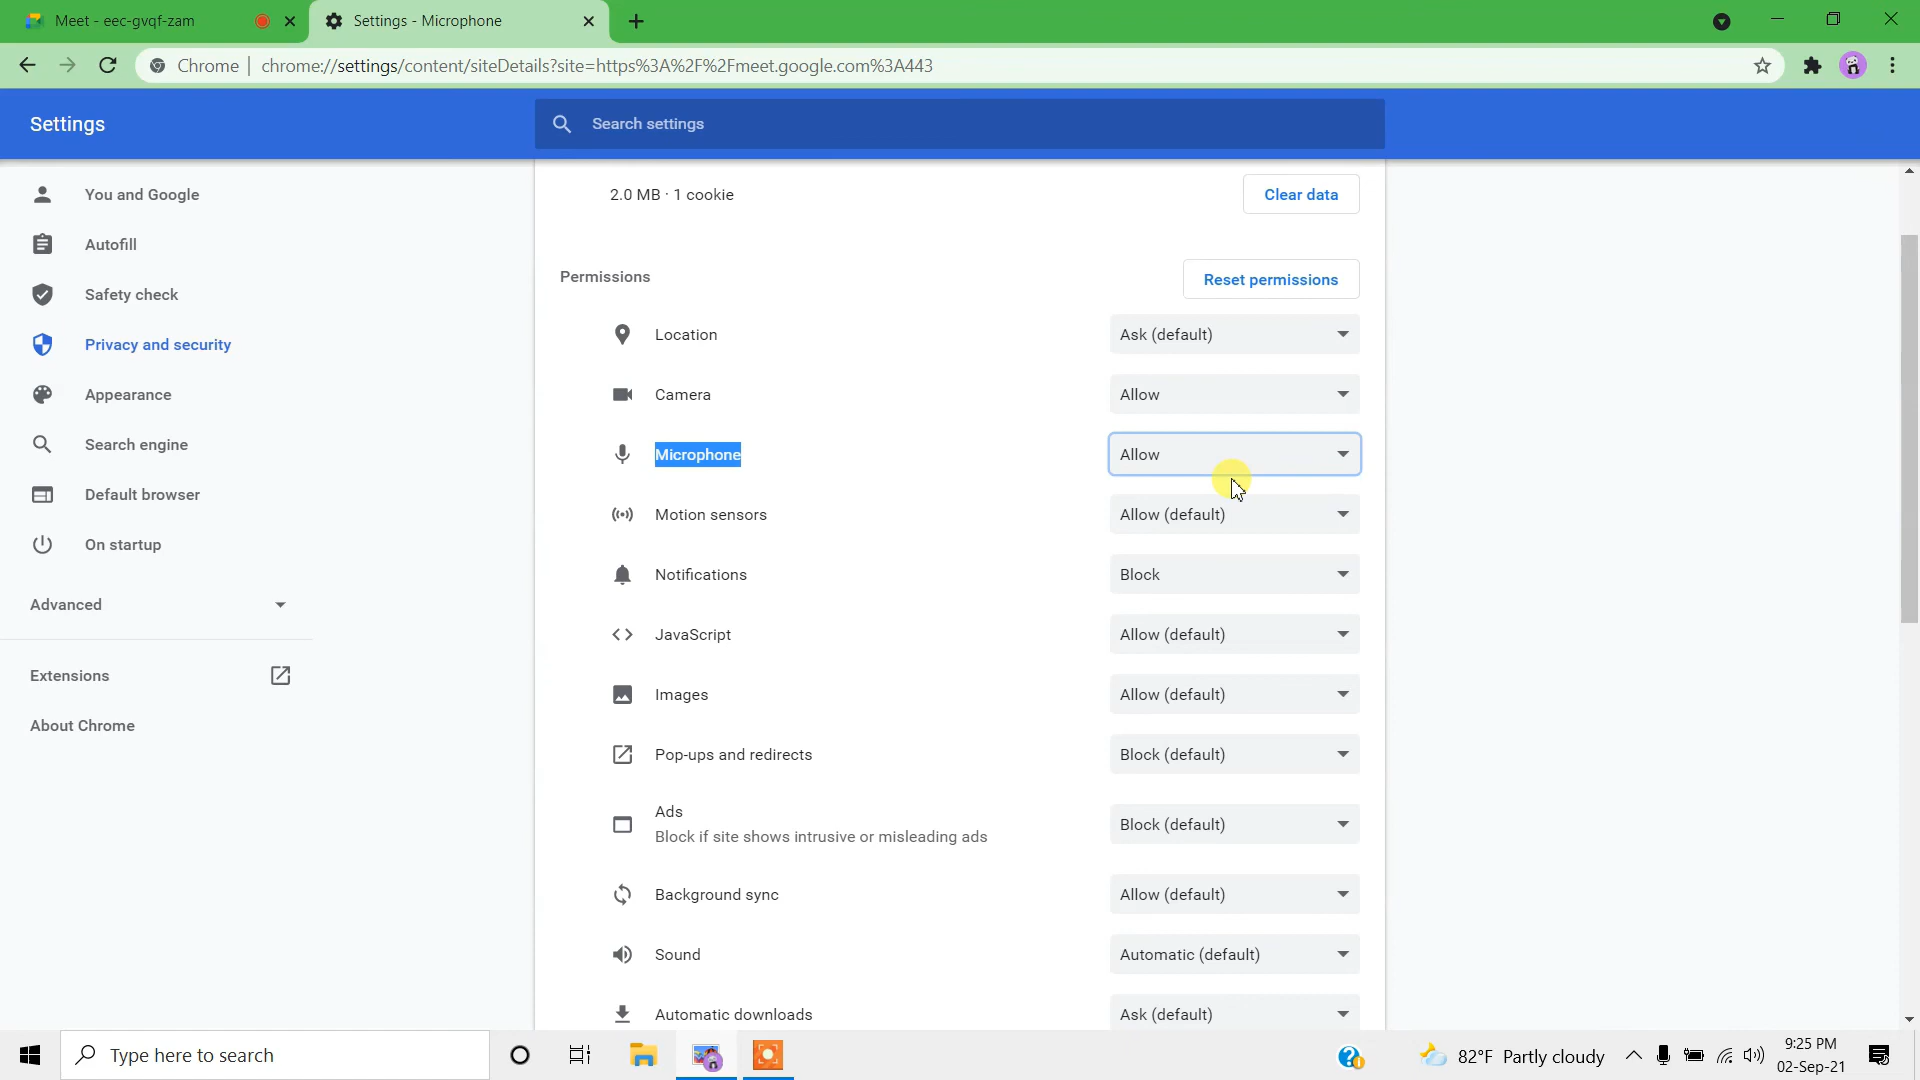 Meet - eec-gvqf-zam
Settings - Microphone
Chrome | chrome://settings/content/siteDetails?site=https%3A%2F%2Fmeet.google.com%3A443
Settings
Search settings
You and Google
Autofill
Safety check
Privacy and security
Appearance
Search engine
Default browser
On startup
Advanced
Extensions
About Chrome
2.0 MB · 1 cookie
Clear data
Permissions
Reset permissions
Location
Ask (default)
Camera
Allow
Microphone
Allow
Motion sensors
Allow (default)
Notifications
Block
JavaScript
Allow (default)
Images
Allow (default)
Pop-ups and redirects
Block (default)
Ads
Block if site shows intrusive or misleading ads
Block (default)
Background sync
Allow (default)
Sound
Automatic (default)
Automatic downloads
Ask (default)
Type here to search
82°F Partly cloudy
9:25 PM
02-Sep-21